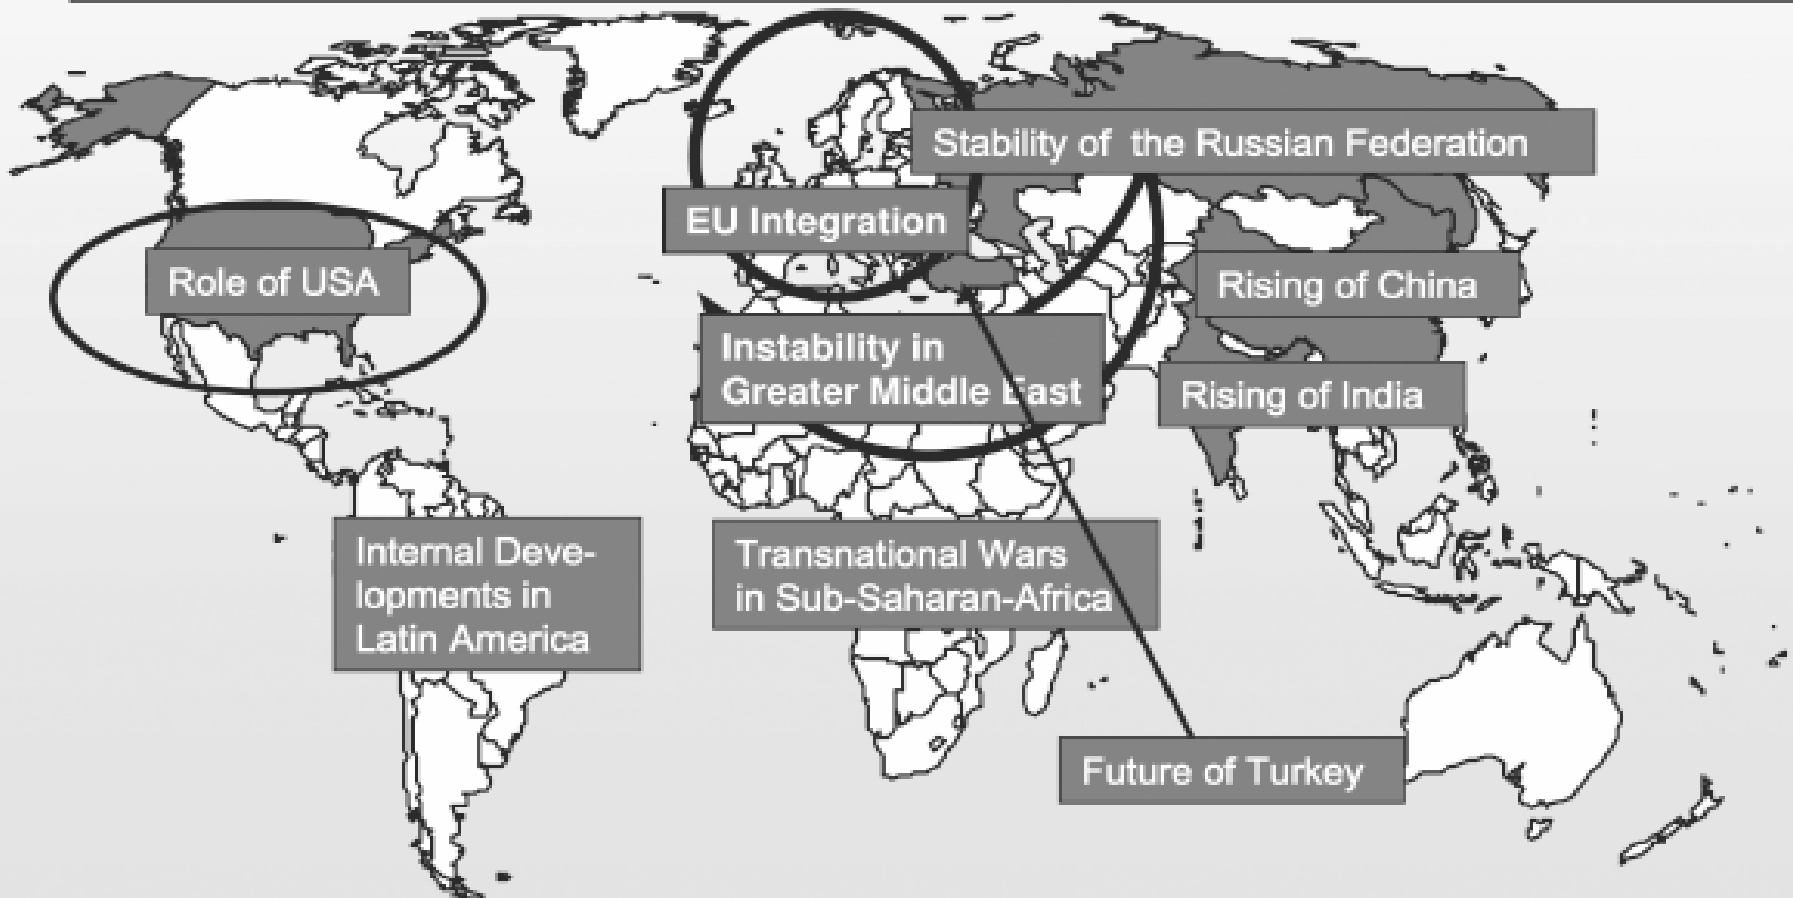 Stability of the Russian Federation
EU Integration
Role of USA
Rising of China
Instability in
Greater Middle East
Rising of India
Internal Deve-
lopments in
Latin America
Transnational Wars
in Sub-Saharan-Africa
Future of Turkey